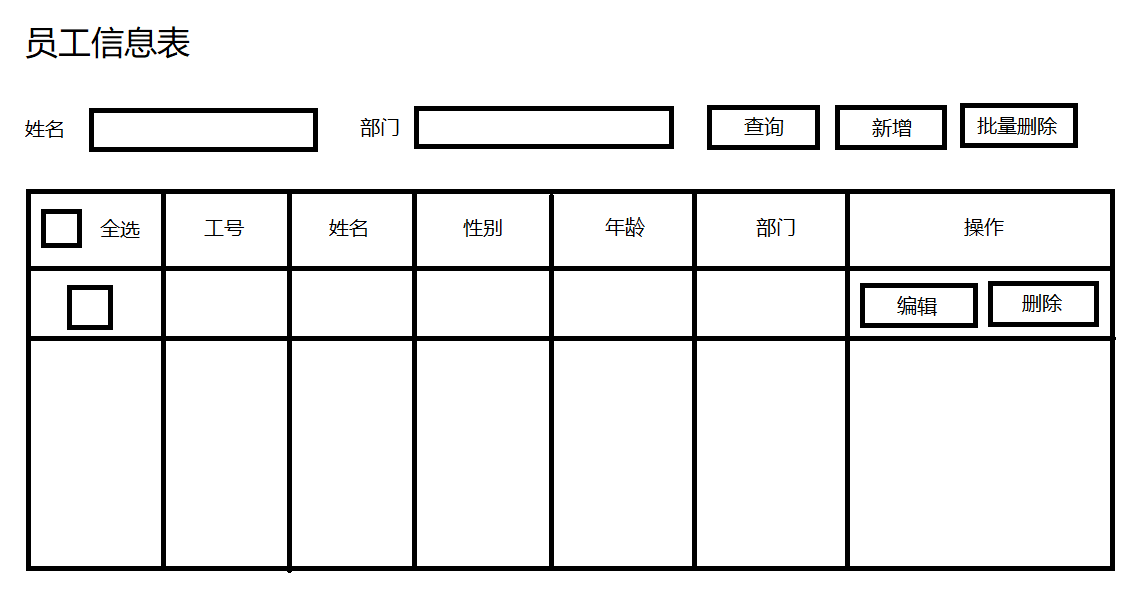 员工信息表
姓名 部门 查询 新增 批量删除
全选 工号 姓名 性别 年龄 部门 操作
编辑 删除